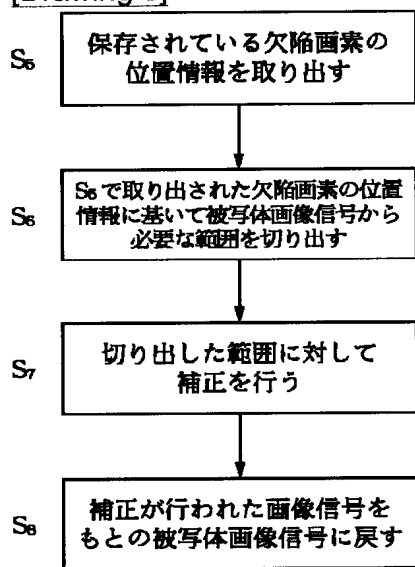 S5
保存されている欠陥画素の
位置情報を取り出す
S6
S5で取り出された欠陥画素の位置
情報に基いて被写体画像信号から
必要な範囲を切り出す
S7
切り出した範囲に対して
補正を行う
S8
補正が行われた画像信号を
もとの被写体画像信号に戻す